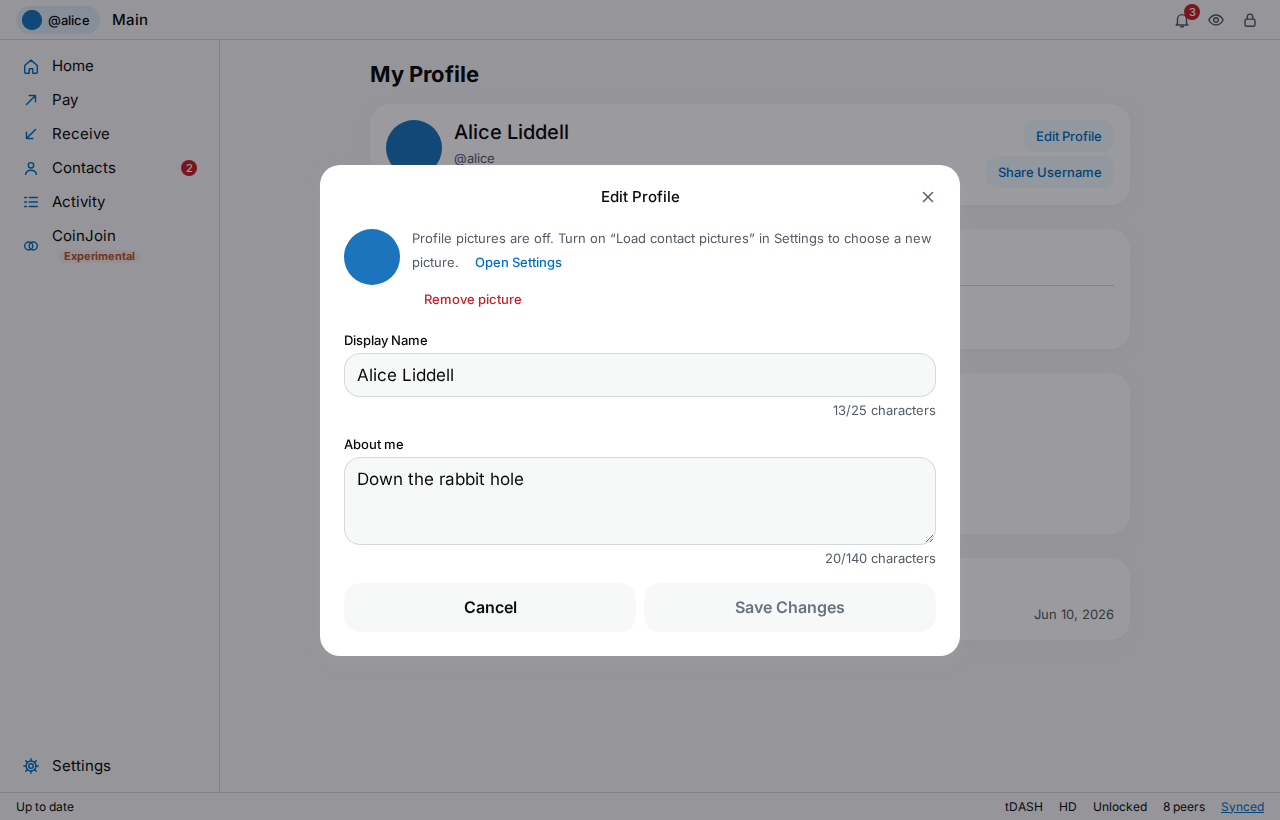 @alice
Main
3
Home
Pay
Receive
Contacts
2
Activity
CoinJoin
Experimental
Settings
My Profile
Alice Liddell
@alice
Edit Profile
Share Username
Jun 10, 2026
Edit Profile
Profile pictures are off. Turn on “Load contact pictures” in Settings to choose a new
picture. Open Settings
Remove picture
Display Name
Alice Liddell
13/25 characters
About me
Down the rabbit hole
20/140 characters
Cancel
Save Changes
Up to date
tDASH
HD
Unlocked
8 peers
Synced